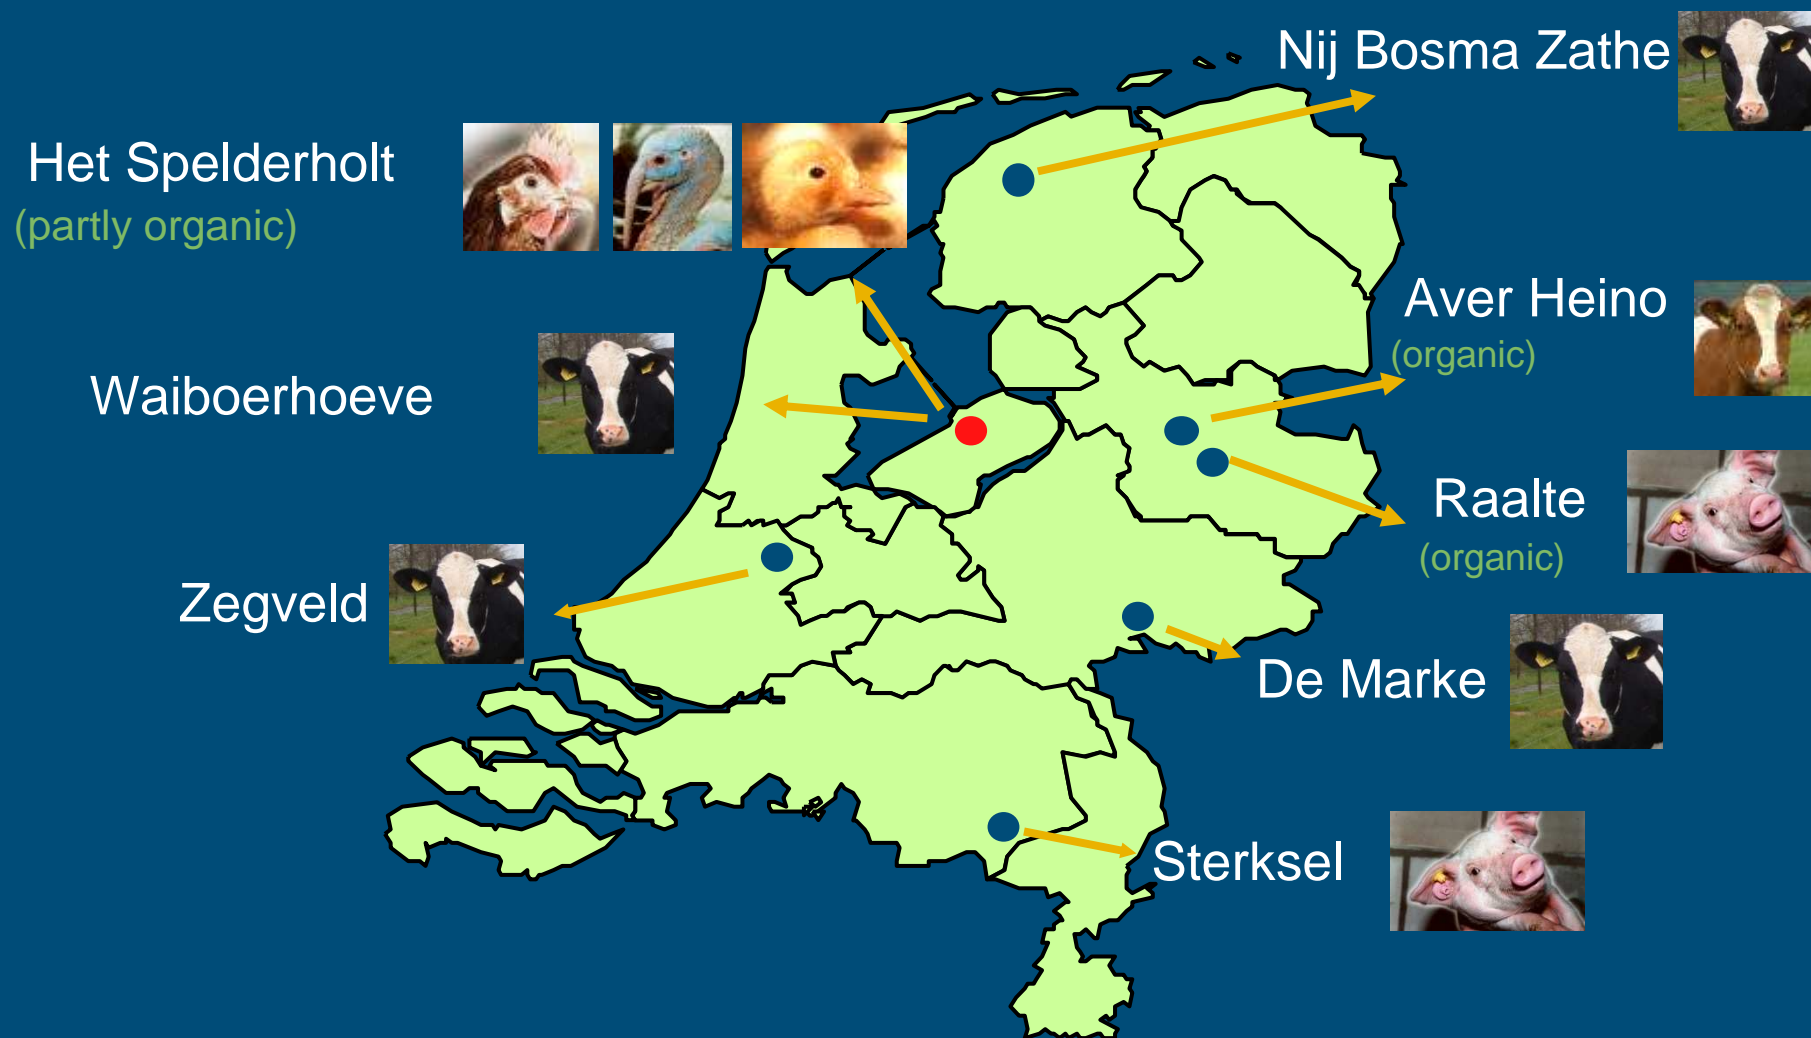 Nij Bosma Zathe
Het Spelderholt
(partly organic)
Aver Heino
(organic)
Waiboerhoeve
Raalte
(organic)
Zegveld
De Marke
Sterksel